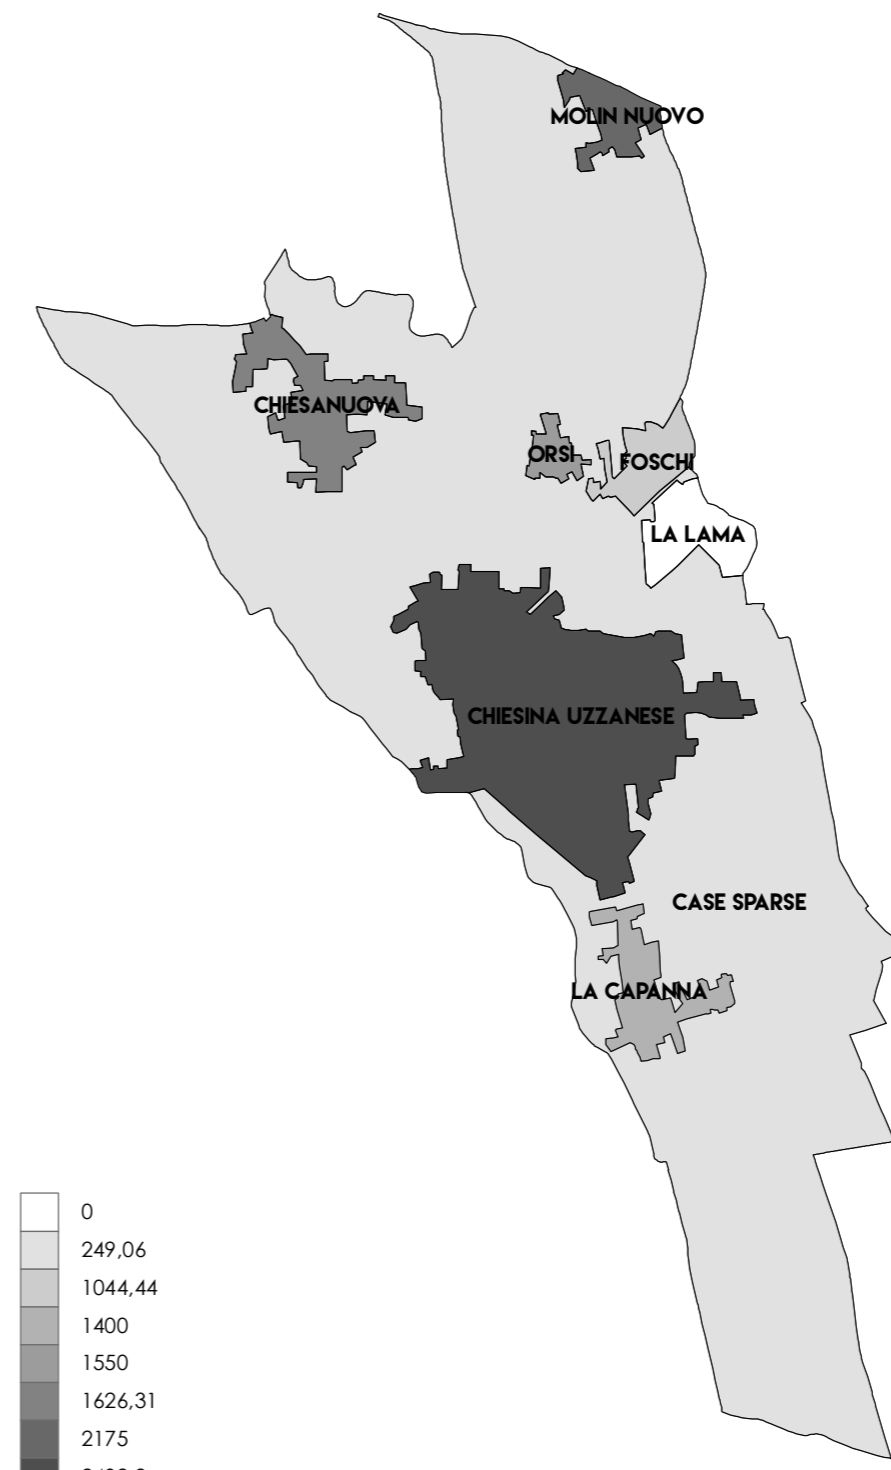 MOLIN NUOVO
CHIESANUOVA
ORSI
FOSCHI
LA LAMA
CHIESINA UZZANESE
CASE SPARSE
LA CAPANNA
0
249,06
1044,44
1400
1550
1626,31
2175